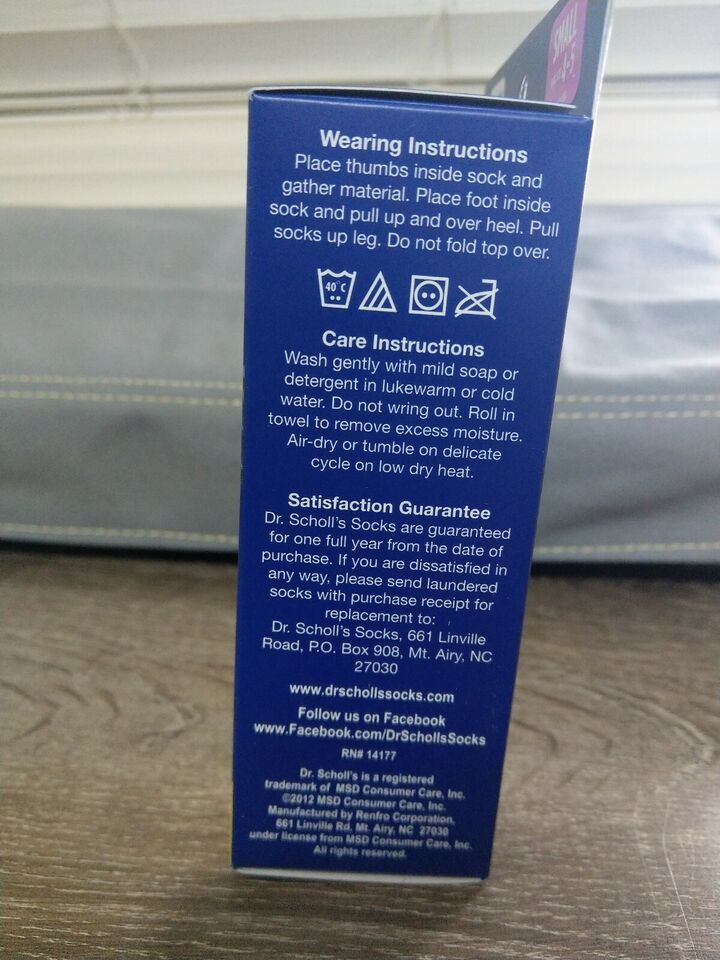 SMALL
4-5
Wearing Instructions
Place thumbs inside sock and
gather material. Place foot inside
sock and pull up and over heel. Pull
socks up leg. Do not fold top over.
40°C
Care Instructions
Wash gently with mild soap or
detergent in lukewarm or cold
water. Do not wring out. Roll in
towel to remove excess moisture.
Air-dry or tumble on delicate
cycle on low dry heat.
Satisfaction Guarantee
Dr. Scholl's Socks are guaranteed
for one full year from the date of
purchase. If you are dissatisfied in
any way, please send laundered
socks with purchase receipt for
replacement to:
Dr. Scholl's Socks, 661 Linville
Road, P.O. Box 908, Mt. Airy, NC
27030
www.drschollssocks.com
Follow us on Facebook
www.Facebook.com/DrSchollsSocks
RN# 14177
Dr. Scholl's is a registered
trademark of MSD Consumer Care, Inc.
©2012 MSD Consumer Care, Inc.
Manufactured by Renfro Corporation,
661 Linville Rd. Mt. Airy, NC 27030
under license from MSD Consumer Care, Inc.
All rights reserved.